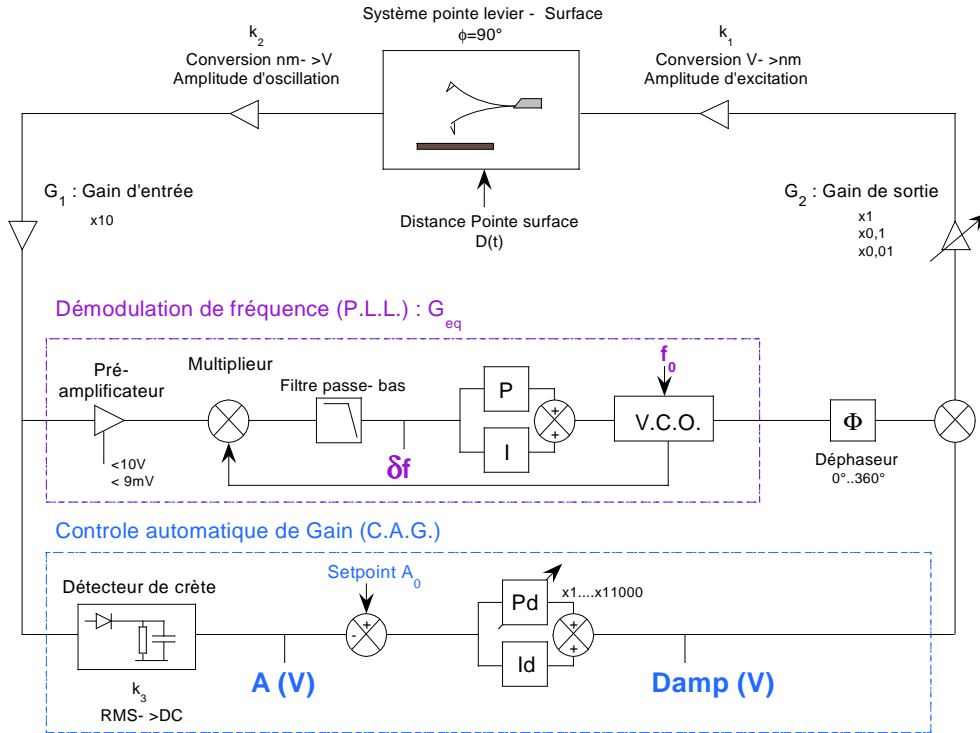 Système pointe levier - Surface
ϕ=90°
k2
Conversion nm- >V
Amplitude d'oscillation
k1
Conversion V- >nm
Amplitude d'excitation
G1 : Gain d'entrée
x10
Distance Pointe surface
D(t)
G2 : Gain de sortie
x1
x0,1
x0,01
Démodulation de fréquence (P.L.L.) : Geq
Pré-
amplificateur
Multiplieur
Filtre passe- bas
P
I
+
+
f0
V.C.O.
Φ
Déphaseur
0°..360°
<10V
< 9mV
δf
Controle automatique de Gain (C.A.G.)
Détecteur de crète
k3
RMS- >DC
Setpoint A0
+
-
A (V)
Pd
x1....x11000
Id
+
+
Damp (V)